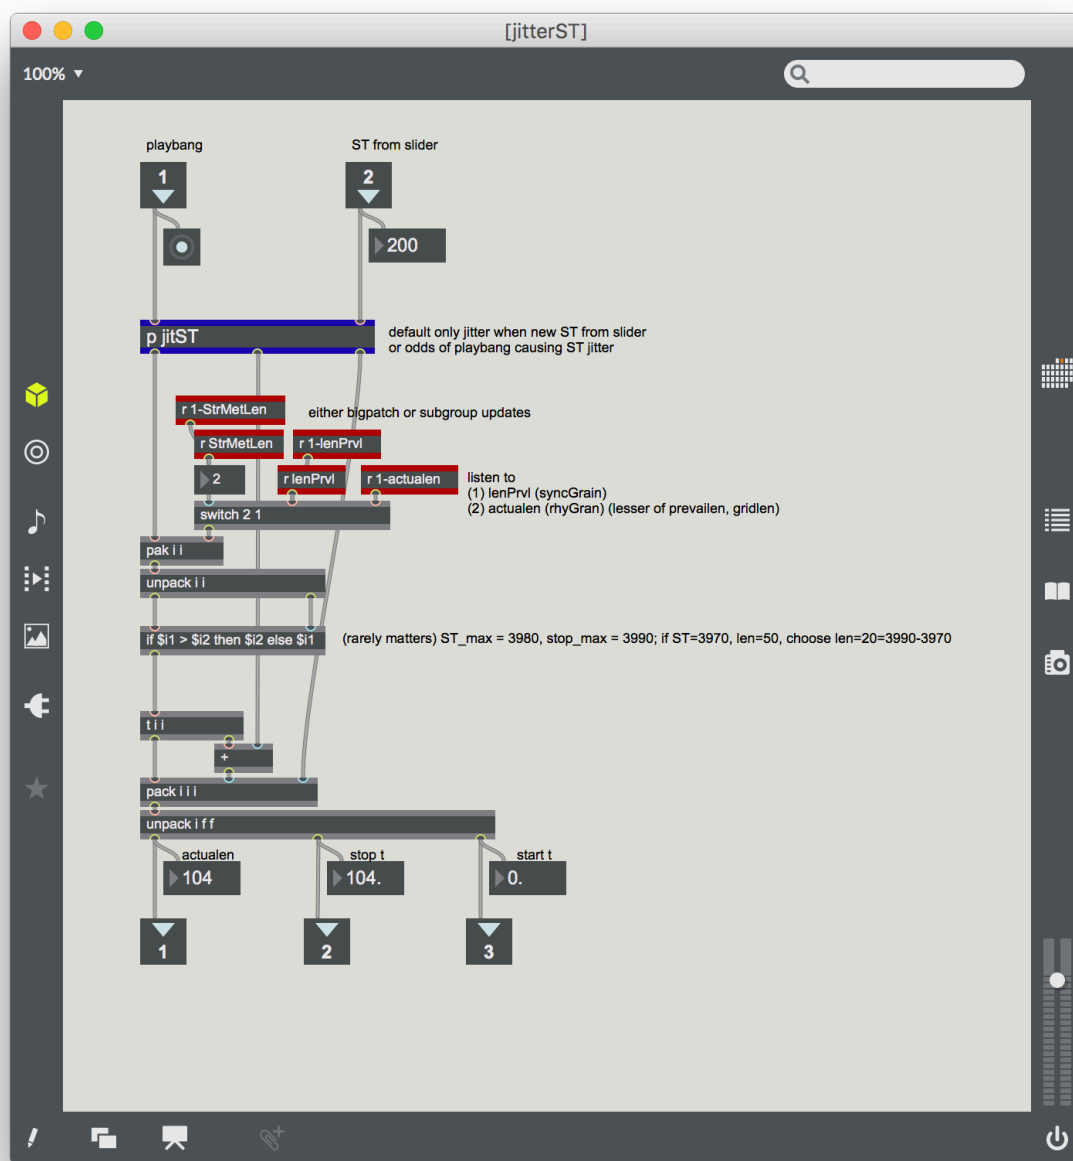 [jitterST]
100%
playbang
ST from slider
1
2
200
p jitST
default only jitter when new ST from slider
or odds of playbang causing ST jitter
r 1-StrMetLen
either bigpatch or subgroup updates
r StrMetLen
r 1-lenPrvl
2
r lenPrvl
r 1-actualen
listen to
(1) lenPrvl (syncGrain)
(2) actualen (rhyGran) (lesser of prevailen, gridlen)
switch 2 1
pak i i
unpack i i
if $i1 > $i2 then $i2 else $i1
(rarely matters) ST_max = 3980, stop_max = 3990; if ST=3970, len=50, choose len=20=3990-3970
t i i
+
pack i i i
unpack i f f
actualen
stop t
start t
104
104.
0.
1
2
3